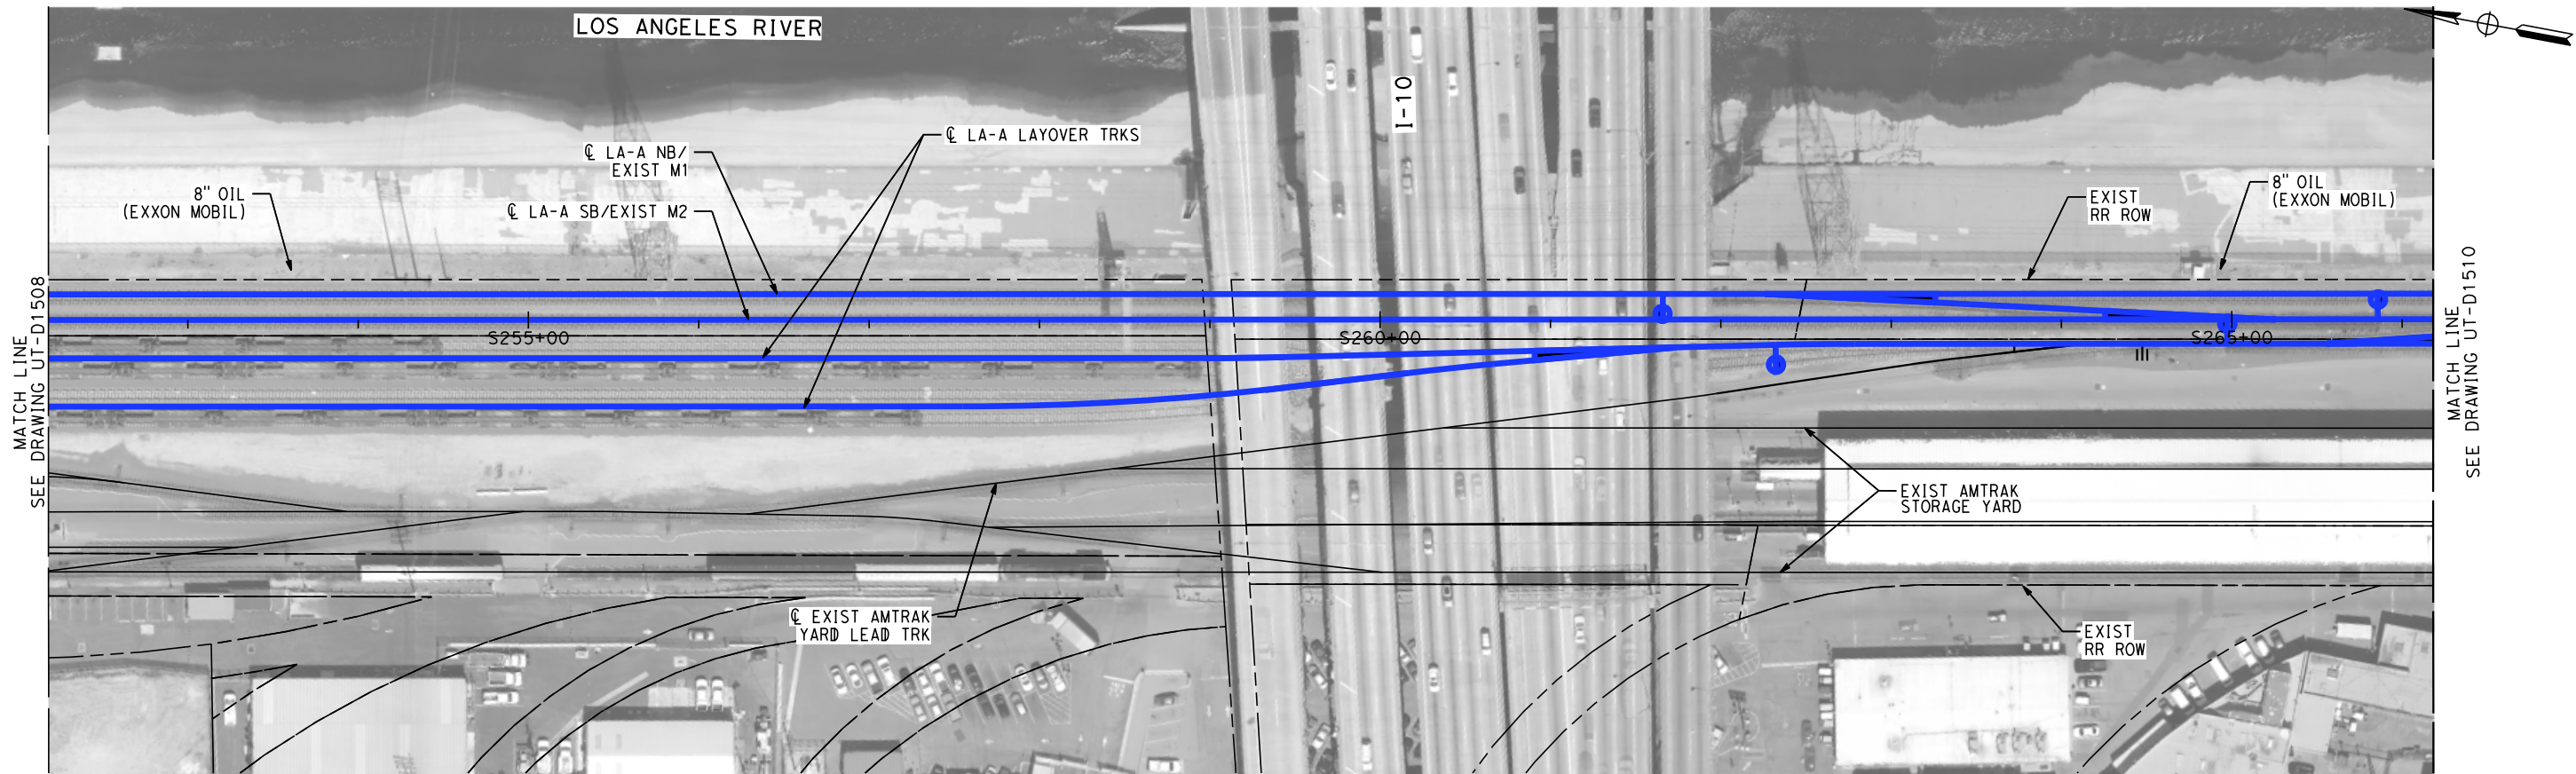 LOS ANGELES RIVER
I-10
℄ LA-A LAYOVER TRKS
℄ LA-A NB/
EXIST M1
8" OIL
(EXXON MOBIL)
℄ LA-A SB/EXIST M2
EXIST
RR ROW
8" OIL
(EXXON MOBIL)
MATCH LINE
SEE DRAWING UT-D1508
S255+00
S260+00
S265+00
MATCH LINE
SEE DRAWING UT-D1510
EXIST AMTRAK
STORAGE YARD
℄ EXIST AMTRAK
YARD LEAD TRK
EXIST
RR ROW